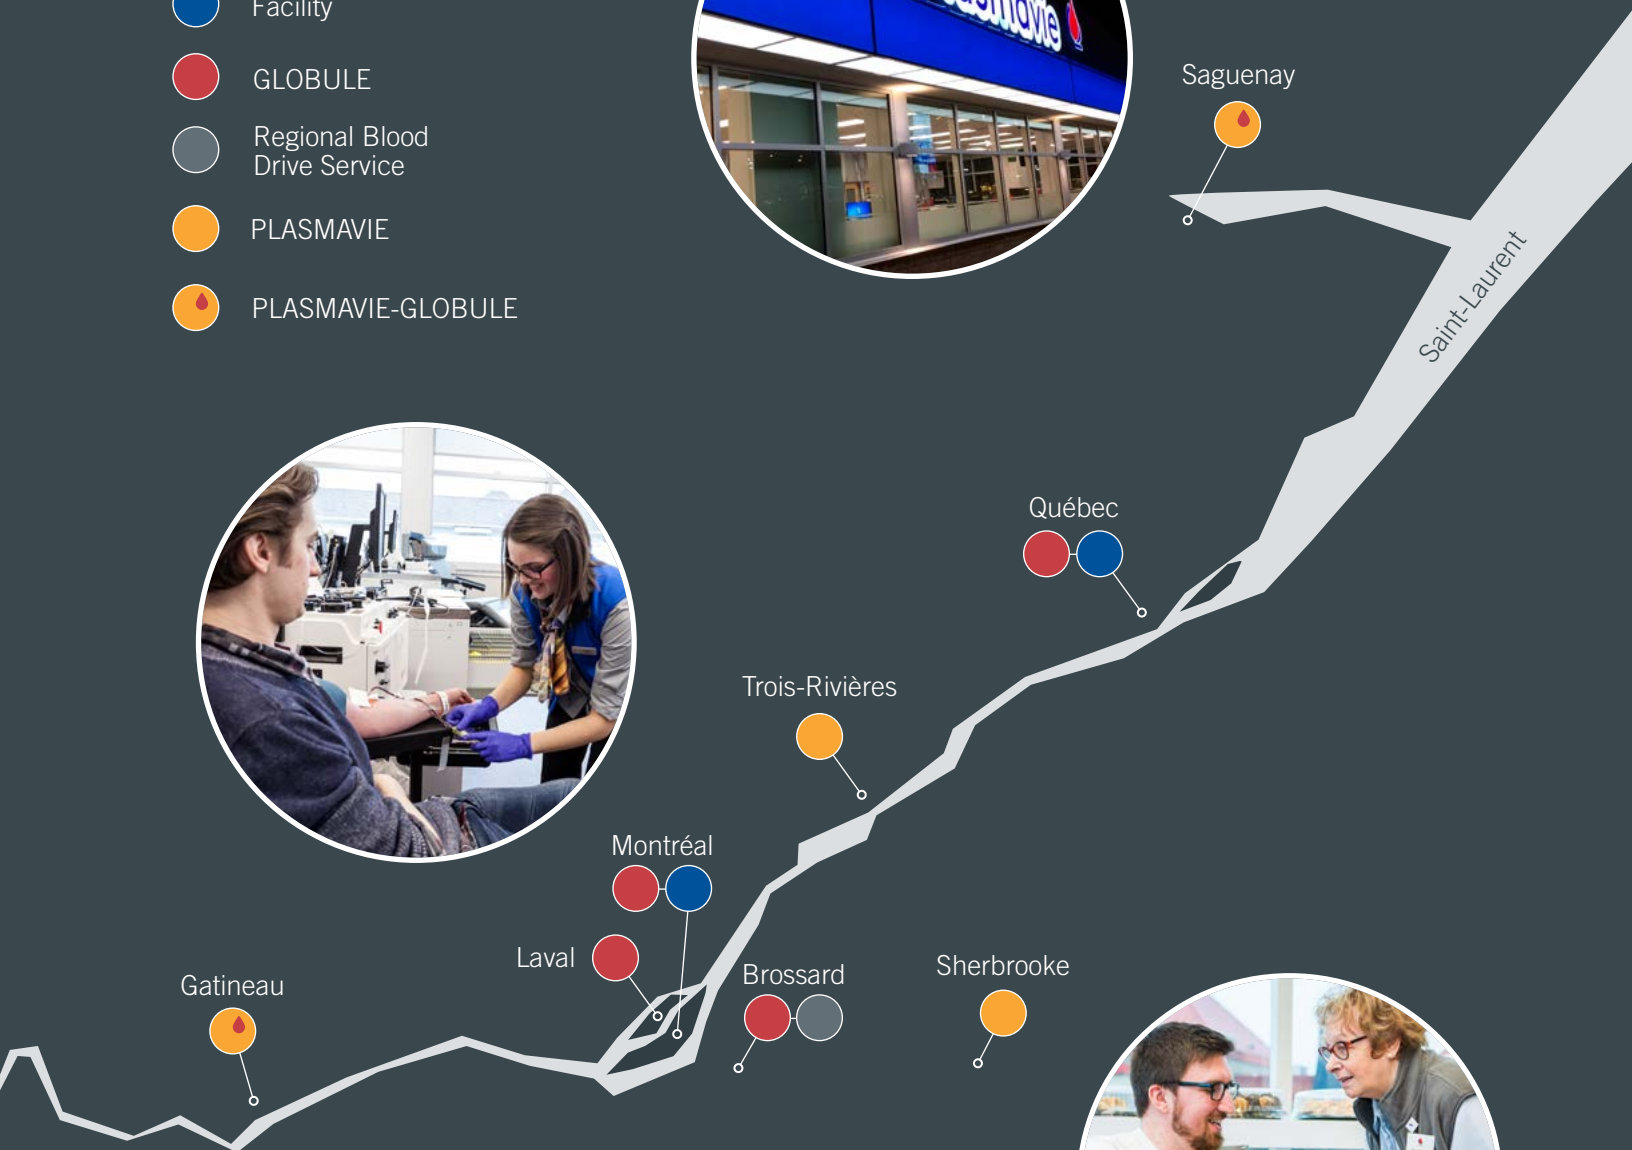 Facility
GLOBULE
Regional Blood
Drive Service
PLASMAVIE
PLASMAVIE-GLOBULE
Saguenay
Saint-Laurent
Québec
Trois-Rivières
Montréal
Laval
Brossard
Sherbrooke
Gatineau